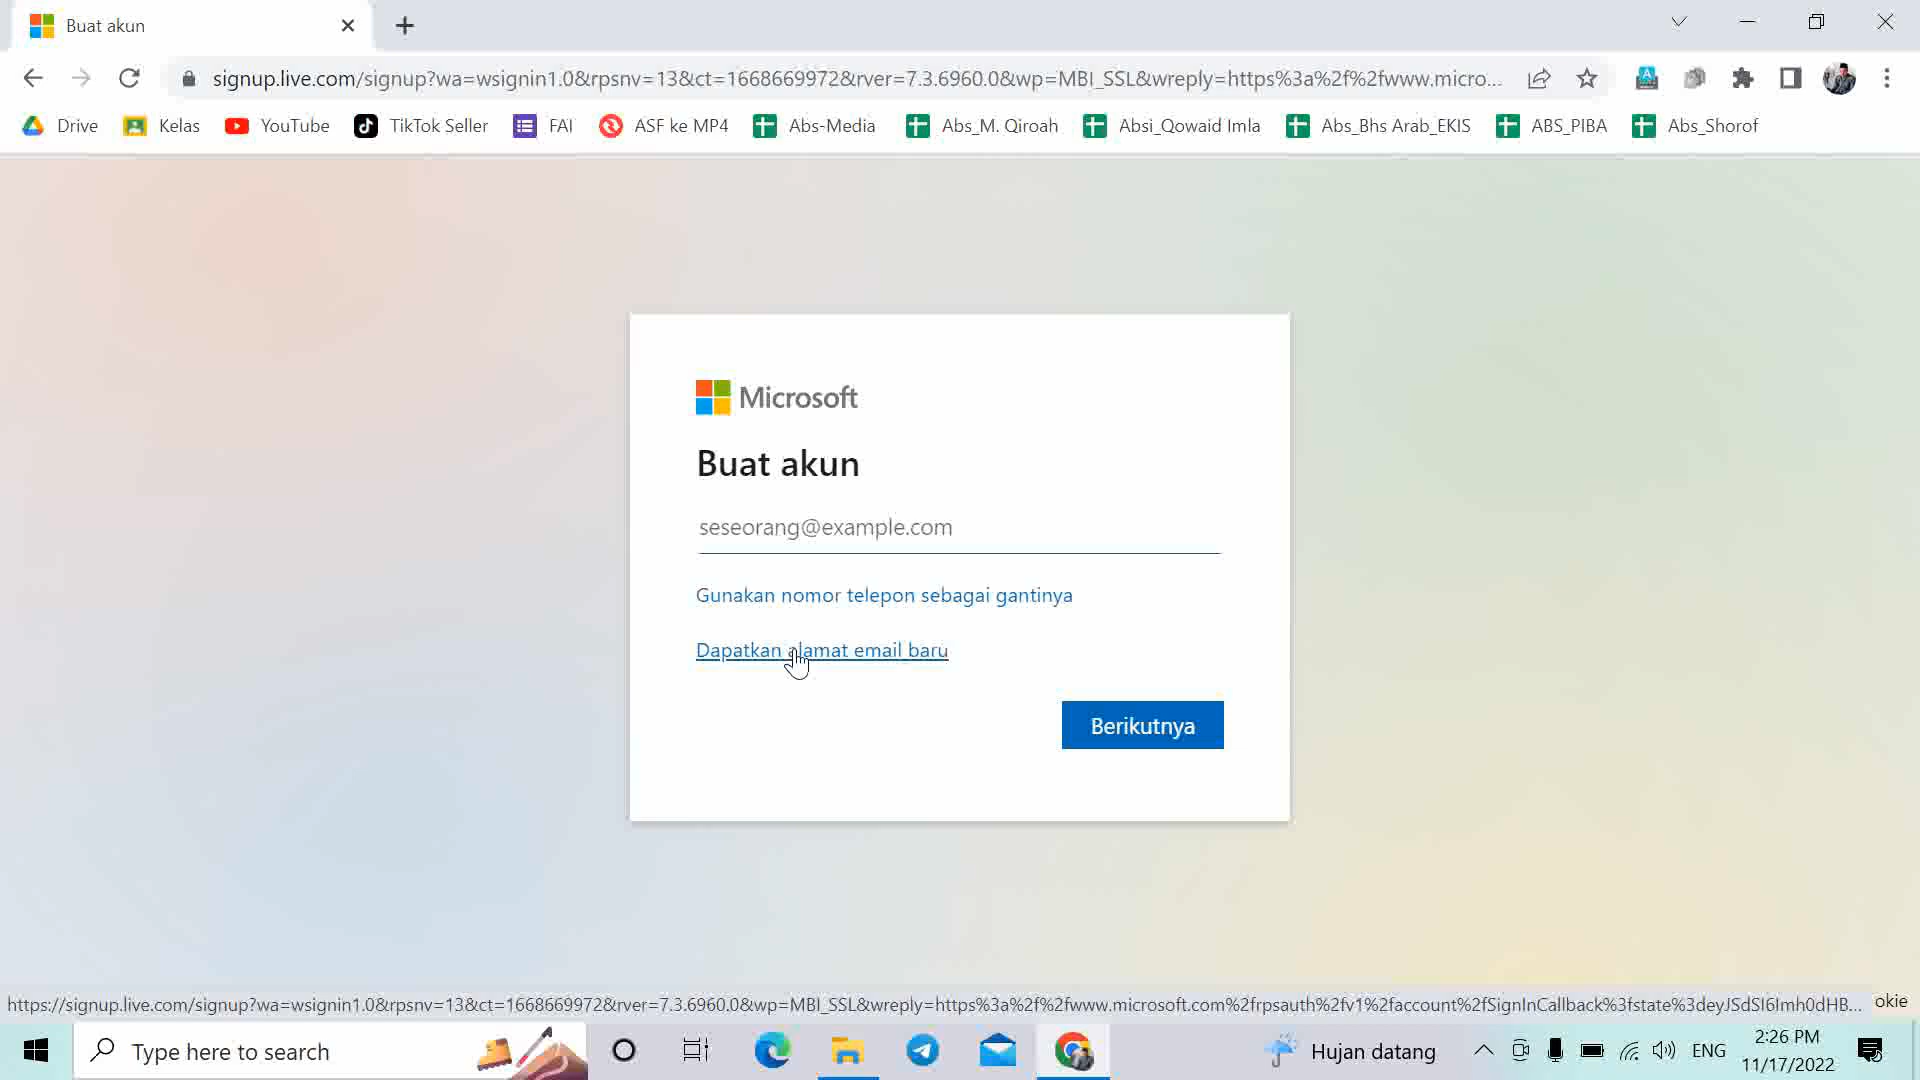 Buat akun
signup.live.com/signup?wa=wsignin1.0&rpsnv=13&ct=1668669972&rver=7.3.6960.0&wp=MBI_SSL&wreply=https%3a%2f%2fwww.micro...
Drive Kelas YouTube TikTok Seller FAI ASF ke MP4 Abs-Media Abs_M. Qiroah Absi_Qowaid Imla Abs_Bhs Arab_EKIS ABS_PIBA Abs_Shorof
Microsoft
Buat akun
seseorang@example.com
Gunakan nomor telepon sebagai gantinya
Dapatkan alamat email baru
Berikutnya
https://signup.live.com/signup?wa=wsignin1.0&rpsnv=13&ct=1668669972&rver=7.3.6960.0&wp=MBI_SSL&wreply=https%3a%2f%2fwww.microsoft.com%2frpsauth%2fv1%2faccount%2fSignInCallback%3fstate%3deyJSdSI6Imh0dHB... okie
Type here to search
Hujan datang
ENG
2:26 PM
11/17/2022